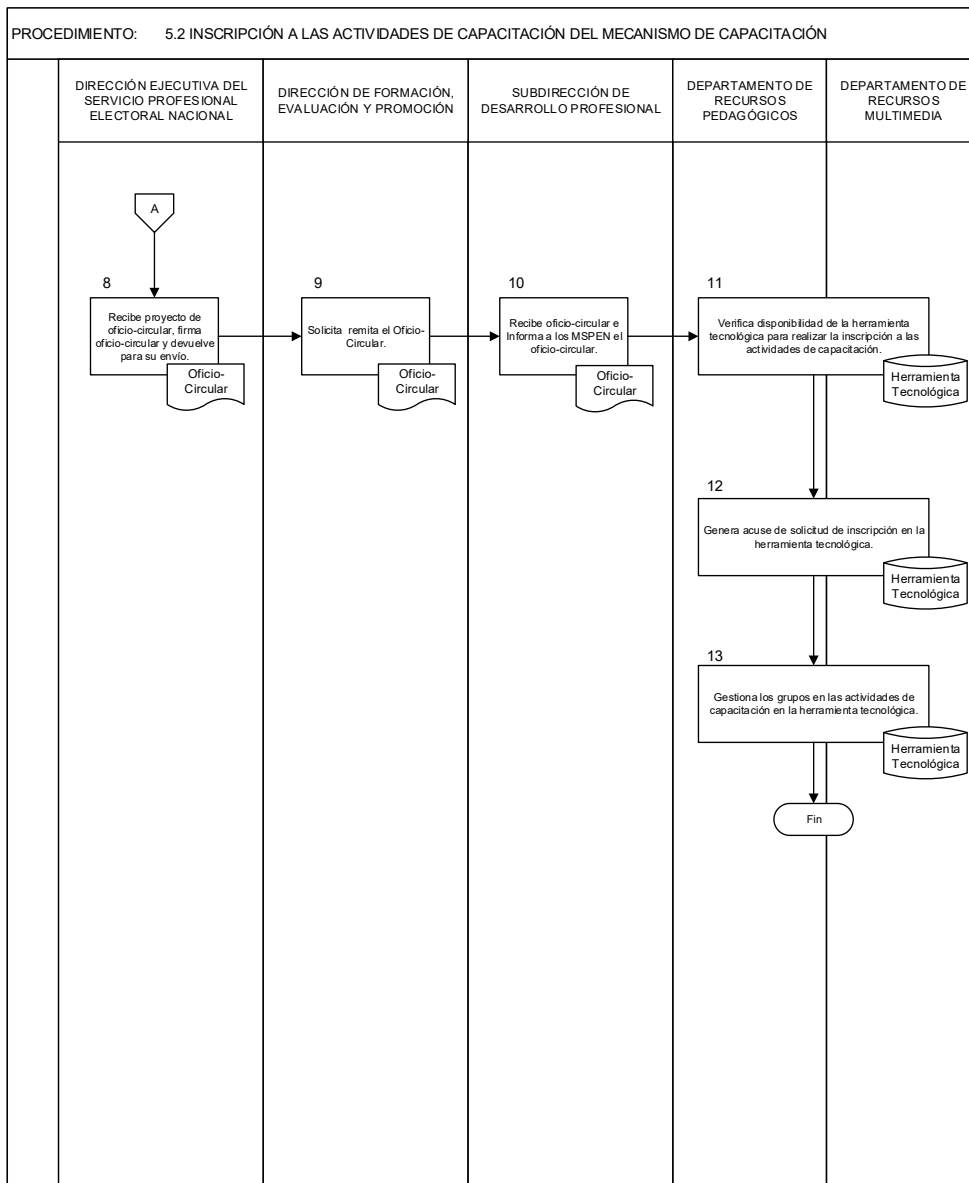 PROCEDIMIENTO: 5.2 INSCRIPCIÓN A LAS ACTIVIDADES DE CAPACITACIÓN DEL MECANISMO DE CAPACITACIÓN
DIRECCIÓN EJECUTIVA DEL
SERVICIO PROFESIONAL
ELECTORAL NACIONAL
DIRECCIÓN DE FORMACIÓN,
EVALUACIÓN Y PROMOCIÓN
SUBDIRECCIÓN DE
DESARROLLO PROFESIONAL
DEPARTAMENTO DE
RECURSOS
PEDAGÓGICOS
DEPARTAMENTO DE
RECURSOS
MULTIMEDIA
A
8
Recibe proyecto de
oficio-circular, firma
oficio-circular y devuelve
para su envío.
Oficio-
Circular
9
Solicita remita el Oficio-
Circular.
Oficio-
Circular
10
Recibe oficio-circular e
Informa a los MSPEN el
oficio-circular.
Oficio-
Circular
11
Verifica disponibilidad de la herramienta
tecnológica para realizar la inscripción a las
actividades de capacitación.
Herramienta
Tecnológica
12
Genera acuse de solicitud de inscripción en la
herramienta tecnológica.
Herramienta
Tecnológica
13
Gestiona los grupos en las actividades de
capacitación en la herramienta tecnológica.
Herramienta
Tecnológica
Fin